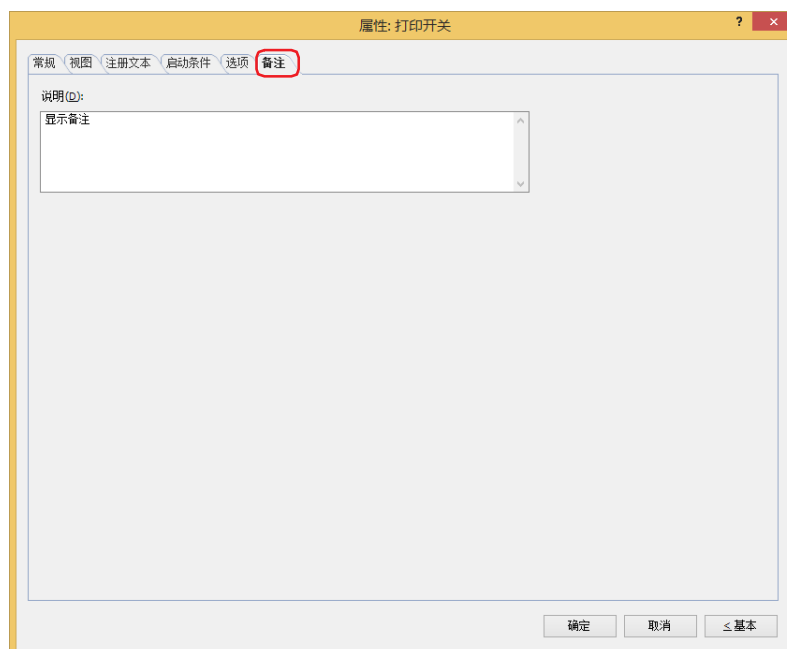 属性: 打印开关
? ×
常规 视图 注册文本 启动条件 选项 备注
说明(D):
显示备注
确定 取消 ≤基本